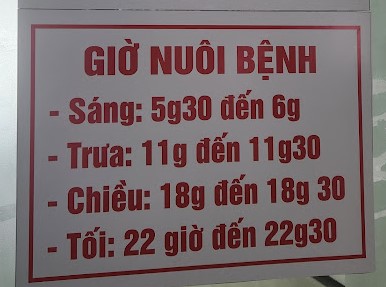 GIỜ NUÔI BỆNH
- Sáng: 5g30 đến 6g
- Trưa: 11g đến 11g30
- Chiều: 18g đến 18g 30
- Tối: 22 giờ đến 22g30